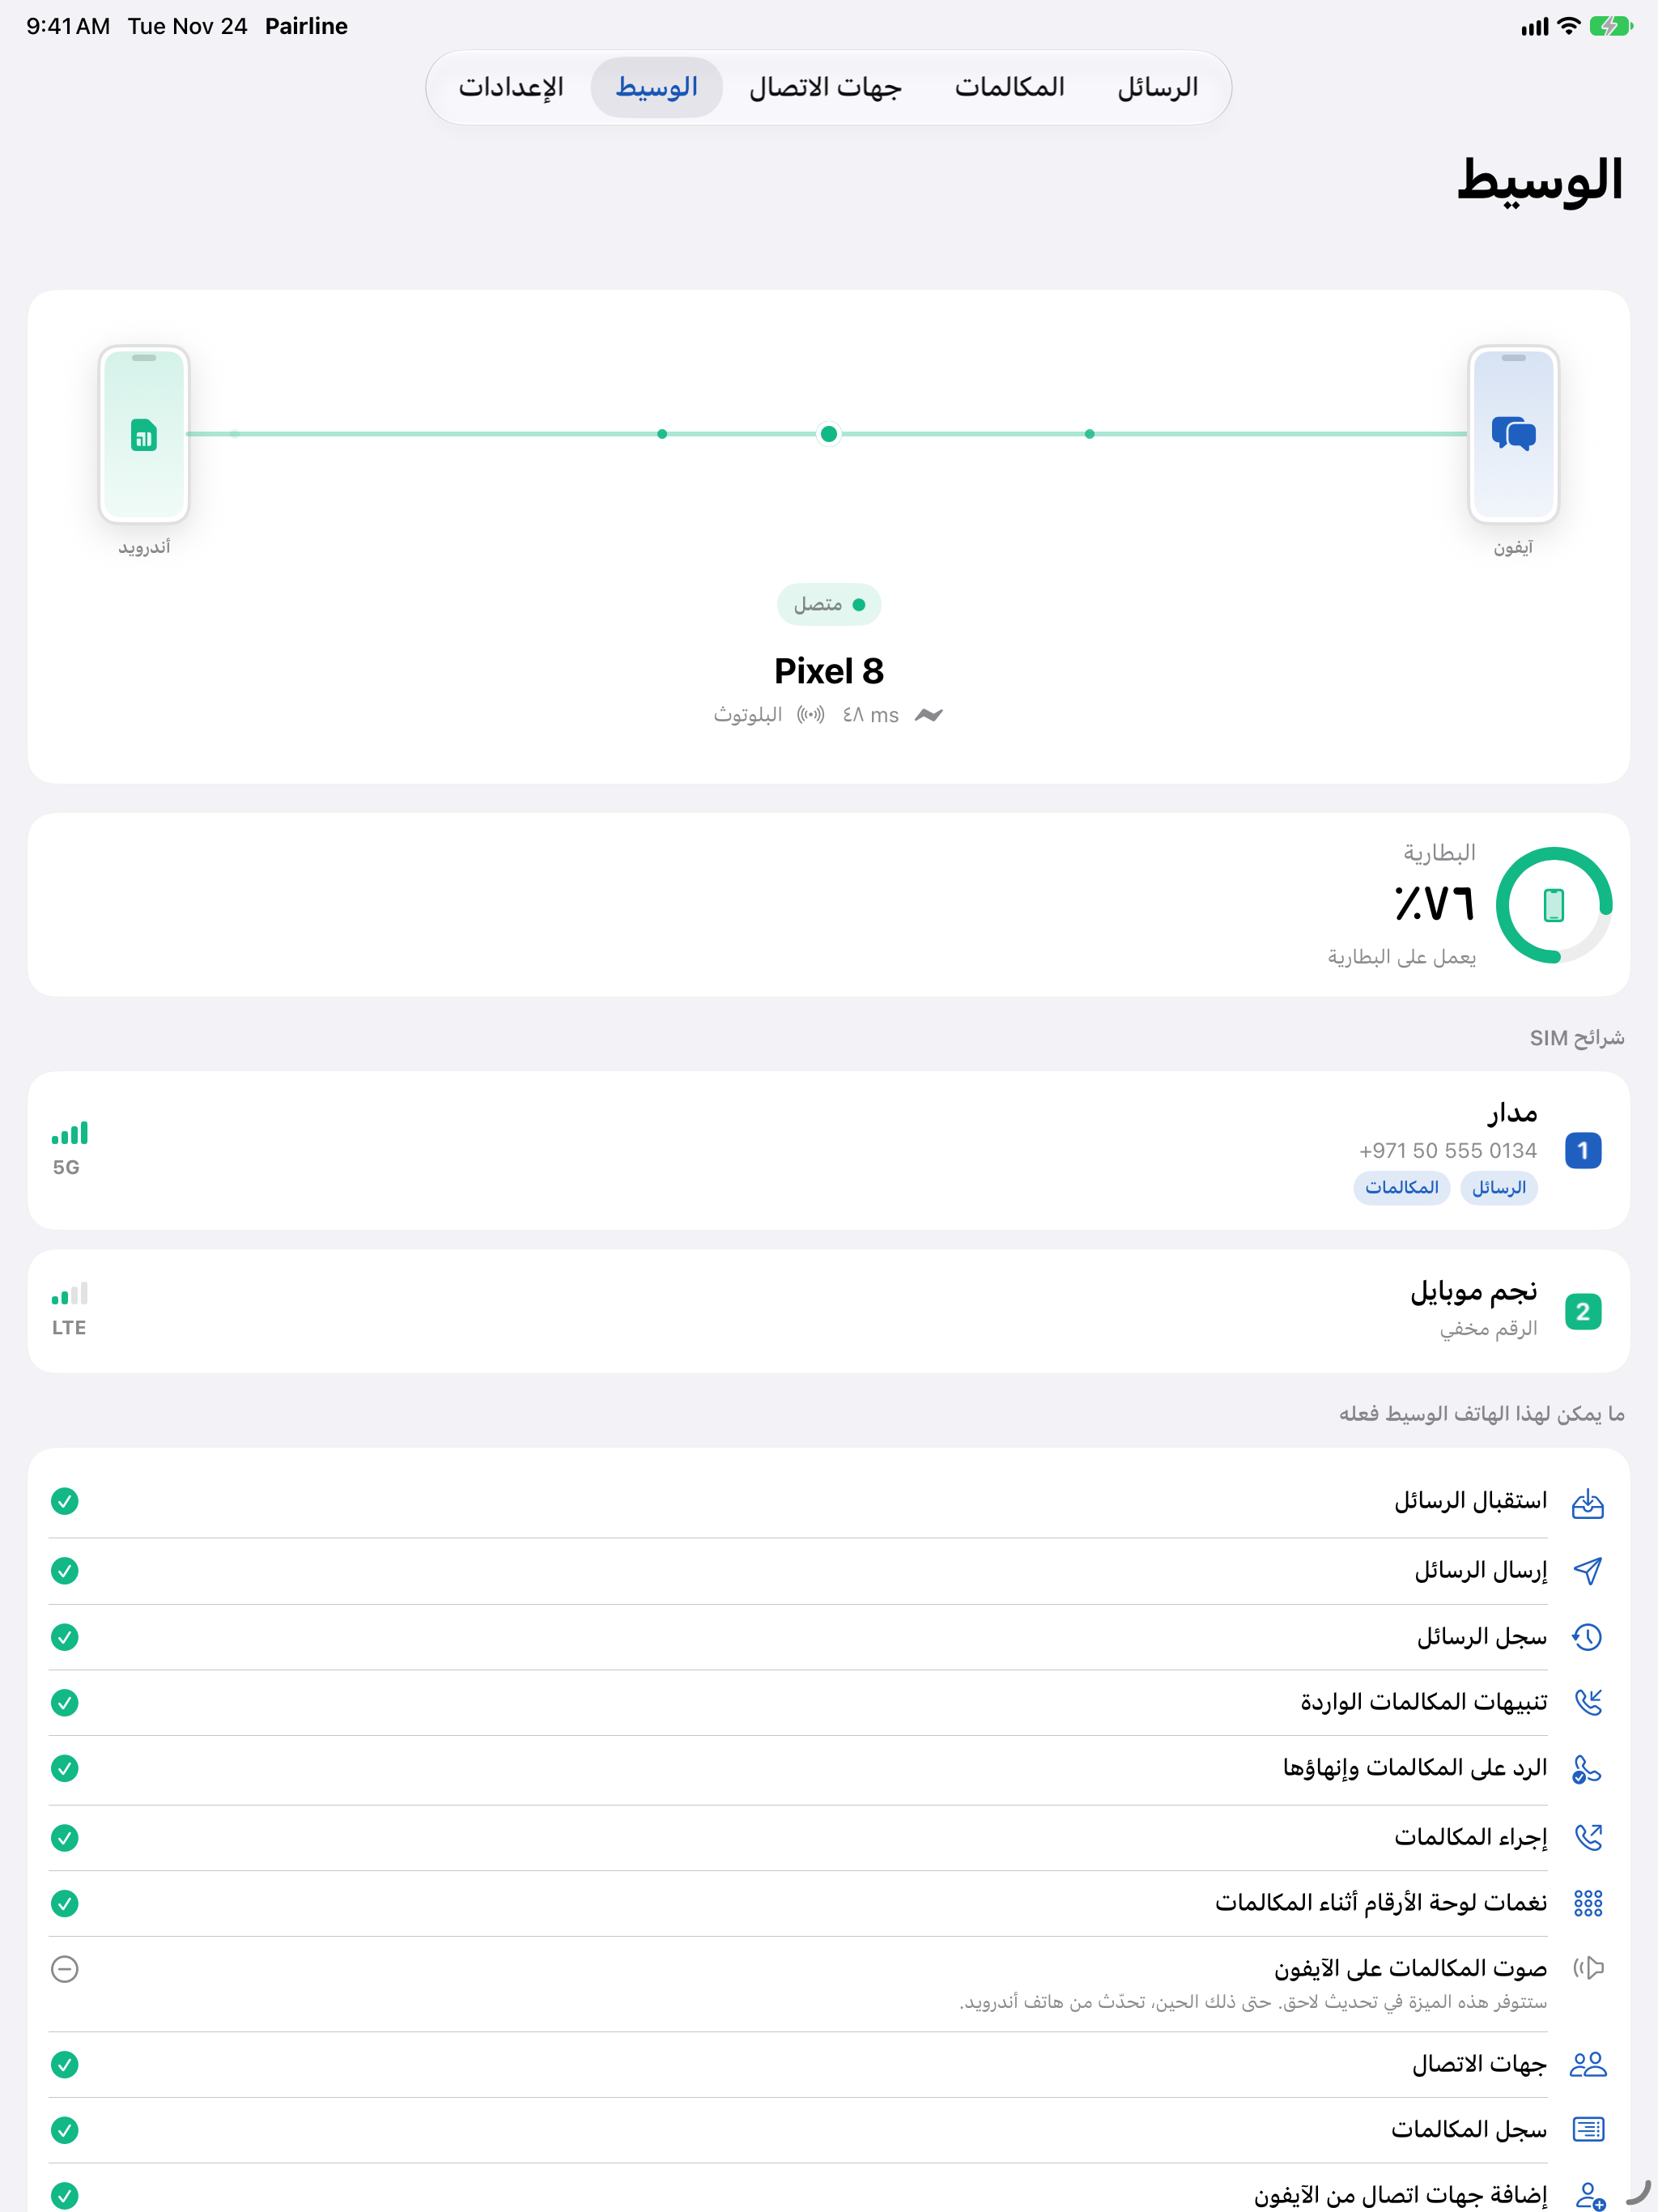 9:41 AM Tue Nov 24 Pairline
الرسائل المكالمات جهات الاتصال الوسيط الإعدادات
الوسيط
آيفون
أندرويد
متصل
Pixel 8
٤٨ ms البلوتوث
البطارية
٧٦٪
يعمل على البطارية
شرائح SIM
1
مدار
+971 50 555 0134
الرسائل المكالمات
5G
2
نجم موبايل
الرقم مخفي
LTE
ما يمكن لهذا الهاتف الوسيط فعله
استقبال الرسائل
إرسال الرسائل
سجل الرسائل
تنبيهات المكالمات الواردة
الرد على المكالمات وإنهاؤها
إجراء المكالمات
نغمات لوحة الأرقام أثناء المكالمات
صوت المكالمات على الآيفون
ستتوفر هذه الميزة في تحديث لاحق. حتى ذلك الحين، تحدّث من هاتف أندرويد.
جهات الاتصال
سجل المكالمات
إضافة جهات اتصال من الآيفون